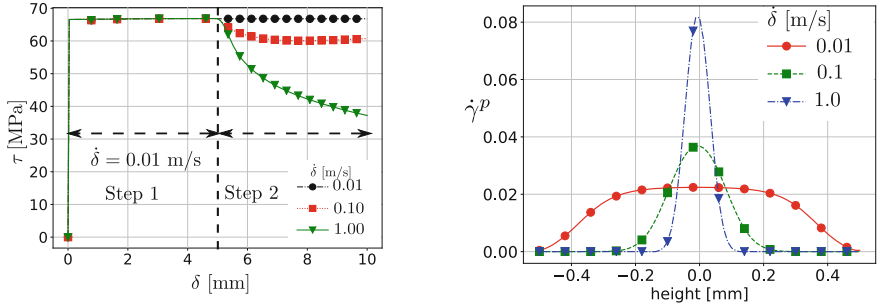 70
60
50
40
30
20
10
0
τ [MPa]
δ̇ = 0.01 m/s
Step 1
Step 2
δ̇ [m/s]
0.01
0.10
1.00
0 2 4 6 8 10
δ [mm]
0.08
0.06
0.04
0.02
0.00
γ̇ᵖ
δ̇ [m/s]
0.01
0.1
1.0
−0.4 −0.2 0.0 0.2 0.4
height [mm]